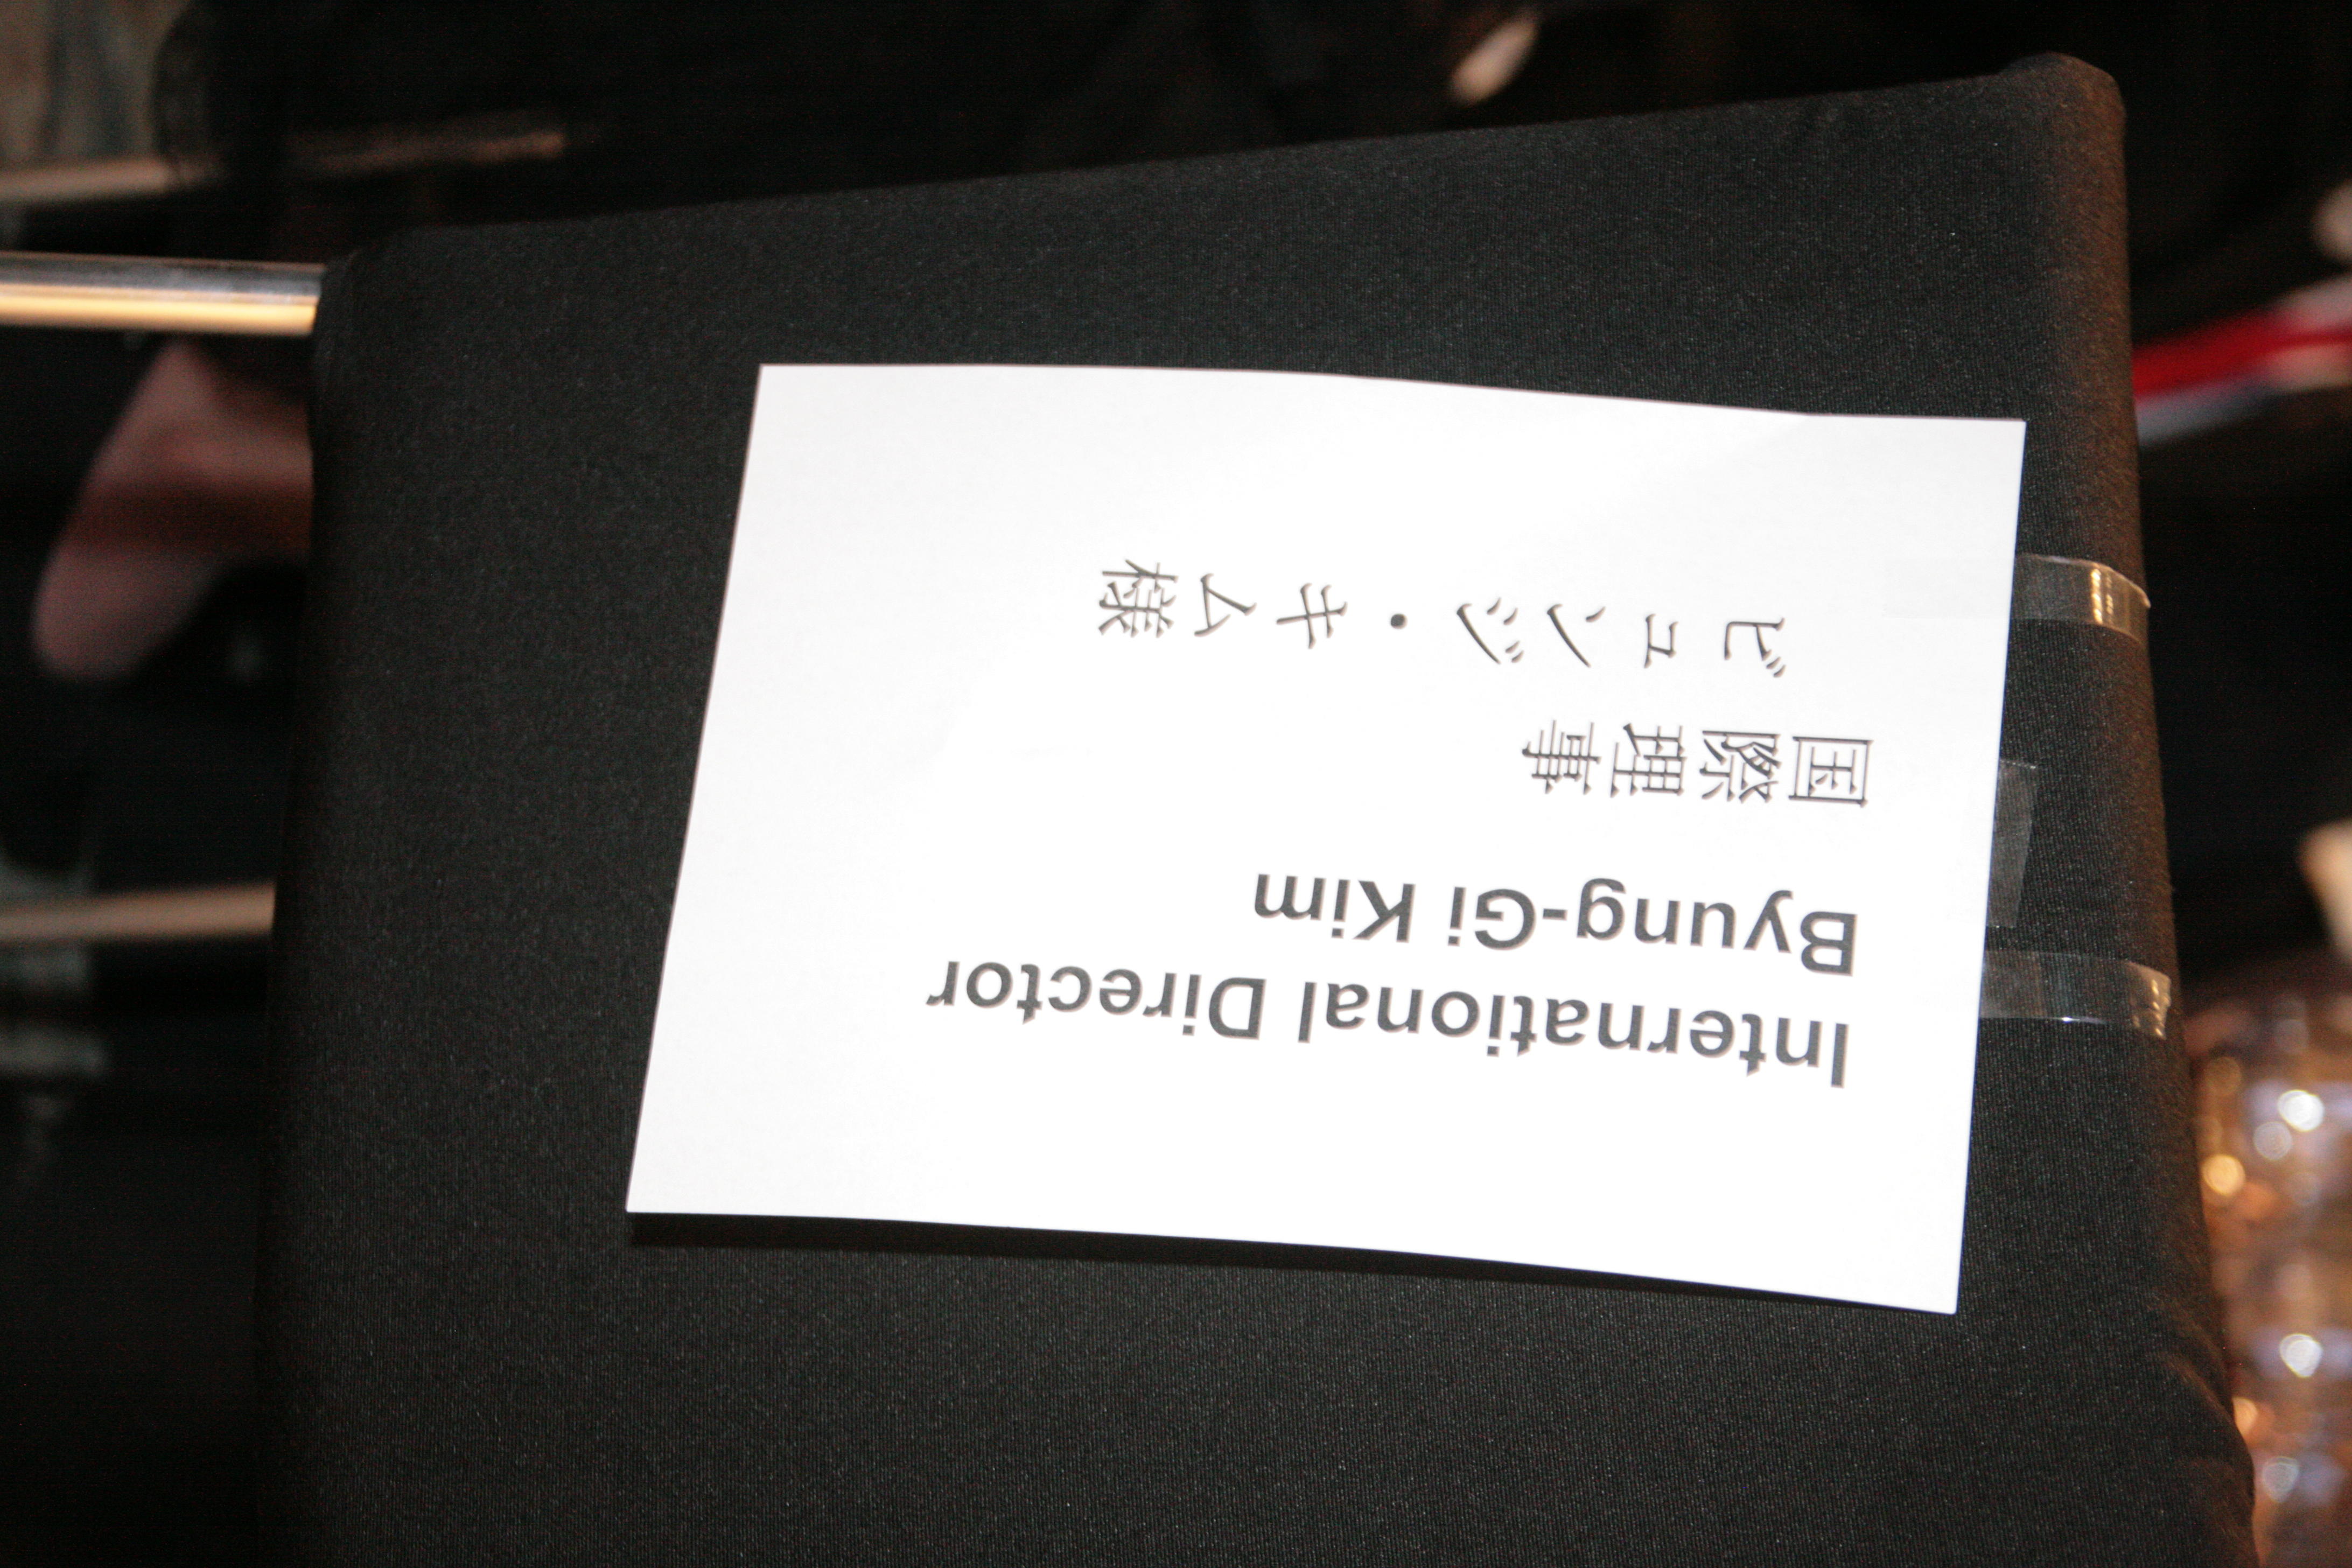 International Director
Byung-Gi Kim
国際理事
ビュンジ・キム様